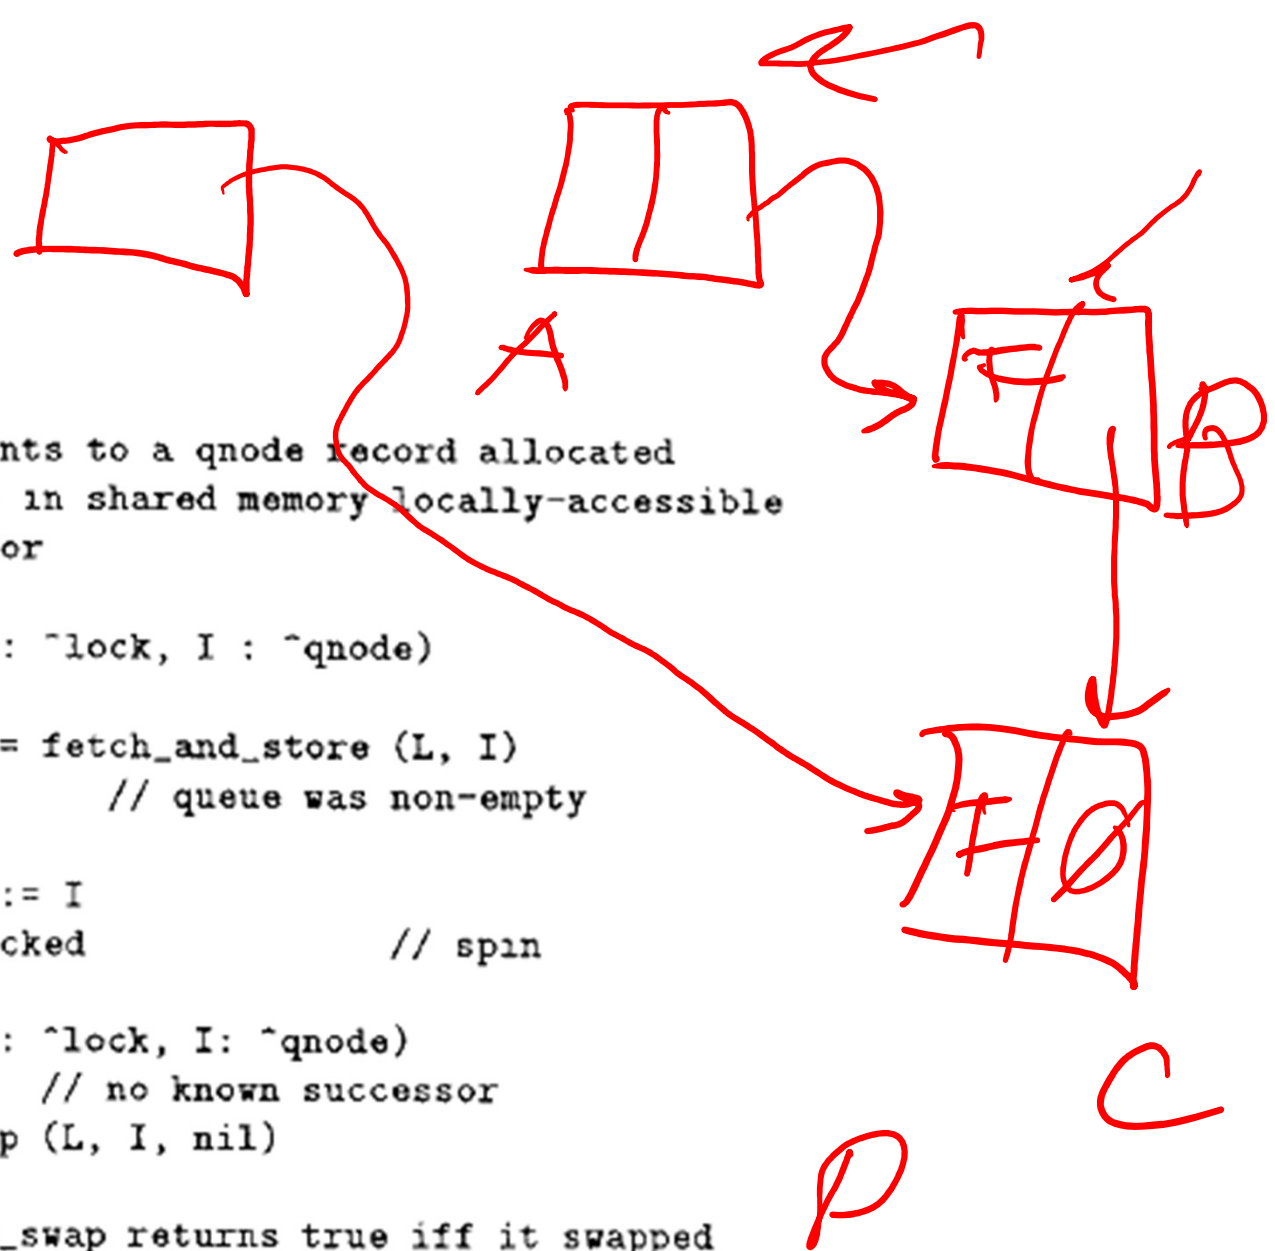 A
F
B
nts to a qnode record allocated
in shared memory locally-accessible
or
: ^lock, I : ^qnode)
= fetch_and_store (L, I)
// queue was non-empty
Ø
:= I
cked // spin
: ^lock, I: ^qnode)
// no known successor
C
p (L, I, nil)
P
_swap returns true iff it swapped